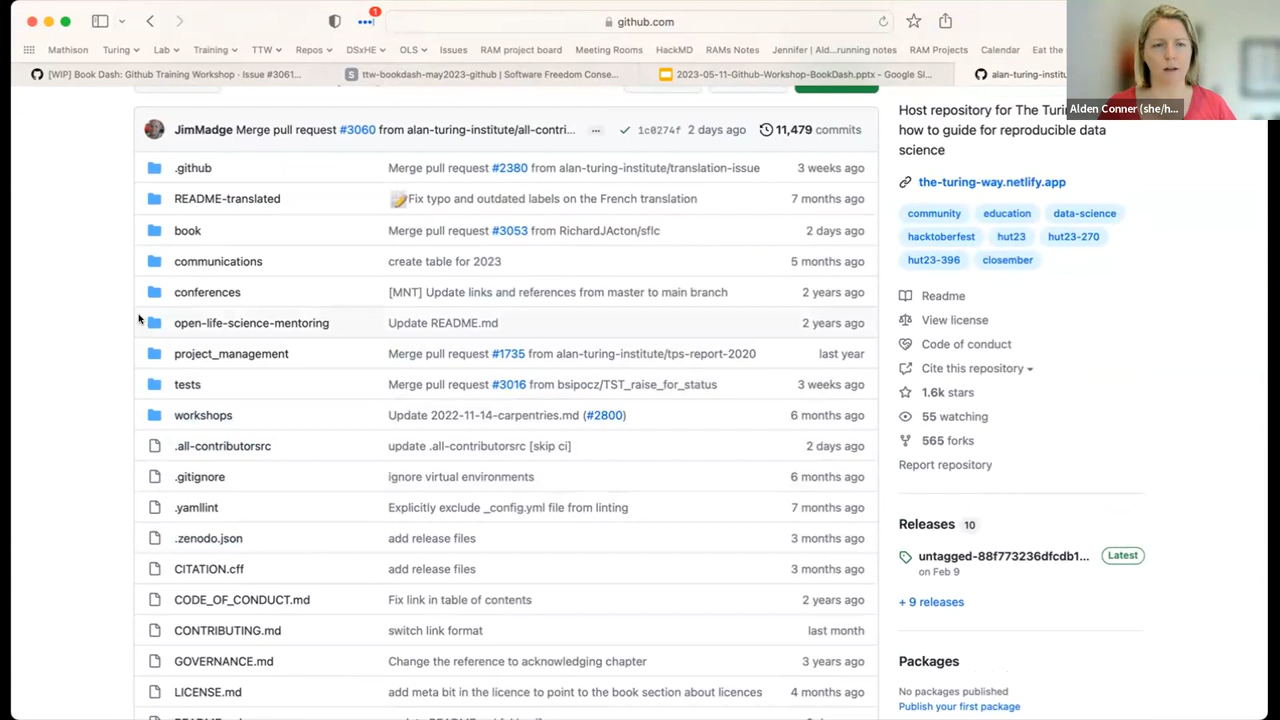 1
github.com
Mathison Turing Lab Training TTW Repos DSxHE OLS Issues RAM project board Meeting Rooms HackMD RAMs Notes Jennifer | Ald...running notes RAM Projects Calendar Eat the
[WIP] Book Dash: Github Training Workshop · Issue #3061... ttw-bookdash-may2023-github | Software Freedom Conse... 2023-05-11-Github-Workshop-BookDash.pptx - Google Sl... alan-turing-institu
Alden Conner (she/h...
JimMadge Merge pull request #3060 from alan-turing-institute/all-contri... ... 1c0274f 2 days ago 11,479 commits
.github Merge pull request #2380 from alan-turing-institute/translation-issue 3 weeks ago
README-translated Fix typo and outdated labels on the French translation 7 months ago
book Merge pull request #3053 from RichardJActon/sflc 2 days ago
communications create table for 2023 5 months ago
conferences [MNT] Update links and references from master to main branch 2 years ago
open-life-science-mentoring Update README.md 2 years ago
project_management Merge pull request #1735 from alan-turing-institute/tps-report-2020 last year
tests Merge pull request #3016 from bsipocz/TST_raise_for_status 3 weeks ago
workshops Update 2022-11-14-carpentries.md (#2800) 6 months ago
.all-contributorsrc update .all-contributorsrc [skip ci] 2 days ago
.gitignore ignore virtual environments 6 months ago
.yamllint Explicitly exclude _config.yml file from linting 7 months ago
.zenodo.json add release files 3 months ago
CITATION.cff add release files 3 months ago
CODE_OF_CONDUCT.md Fix link in table of contents 2 years ago
CONTRIBUTING.md switch link format last month
GOVERNANCE.md Change the reference to acknowledging chapter 3 years ago
LICENSE.md add meta bit in the licence to point to the book section about licences 4 months ago
Host repository for The Turin
how to guide for reproducible data
science
the-turing-way.netlify.app
community education data-science
hacktoberfest hut23 hut23-270
hut23-396 closember
Readme
View license
Code of conduct
Cite this repository
1.6k stars
55 watching
565 forks
Report repository
Releases 10
untagged-88f773236dfcdb1... Latest
on Feb 9
+ 9 releases
Packages
No packages published
Publish your first package